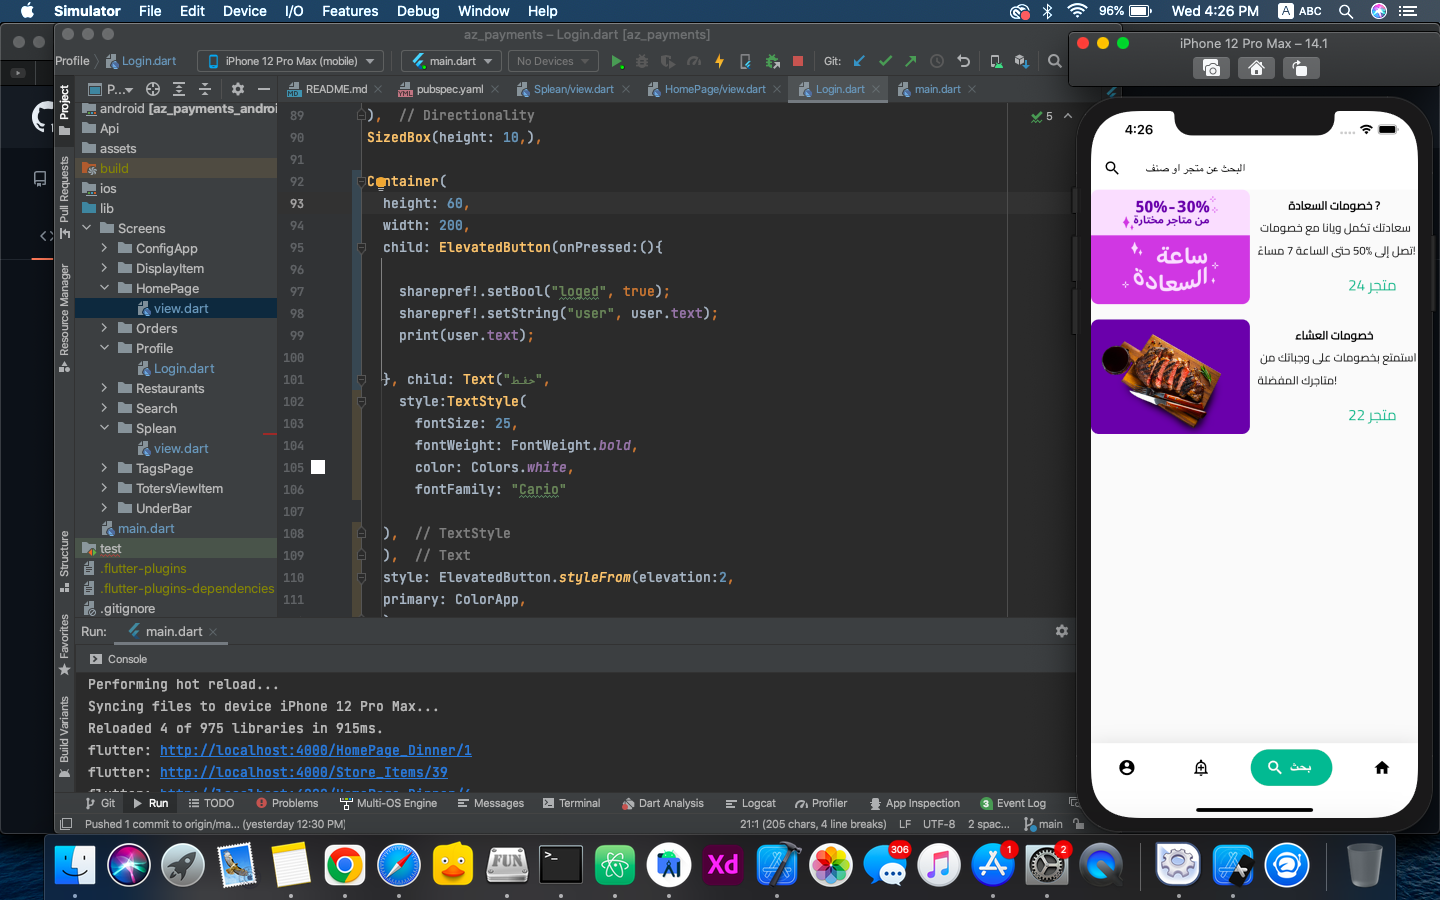 Simulator File Edit Device I/O Features Debug Window Help
96% Wed 4:26 PM A ABC
az_payments – Login.dart [az_payments]
Profile Login.dart iPhone 12 Pro Max (mobile) main.dart No Devices Git:
P... README.md pubspec.yaml Splean/view.dart HomePage/view.dart Login.dart main.dart
Project
Pull Requests
Resource Manager
Structure
Favorites
Build Variants
android [az_payments_androi
Api
assets
build
ios
lib
Screens
ConfigApp
DisplayItem
HomePage
view.dart
Orders
Profile
Login.dart
Restaurants
Search
Splean
view.dart
TagsPage
TotersViewItem
UnderBar
main.dart
test
.flutter-plugins
.flutter-plugins-dependencies
.gitignore
5
89 ), // Directionality
90 SizedBox(height: 10,),
91
92 Container(
93 height: 60,
94 width: 200,
95 child: ElevatedButton(onPressed:(){
96
97 sharepref!.setBool("loged", true);
98 sharepref!.setString("user", user.text);
99 print(user.text);
100
101 }, child: Text("حفظ",
102 style:TextStyle(
103 fontSize: 25,
104 fontWeight: FontWeight.bold,
105 color: Colors.white,
106 fontFamily: "Cario"
107
108 ), // TextStyle
109 ), // Text
110 style: ElevatedButton.styleFrom(elevation:2,
111 primary: ColorApp,
Run: main.dart
Console
Performing hot reload...
Syncing files to device iPhone 12 Pro Max...
Reloaded 4 of 975 libraries in 915ms.
flutter: http://localhost:4000/HomePage_Dinner/1
flutter: http://localhost:4000/Store_Items/39
Git Run TODO Problems Multi-OS Engine Messages Terminal Dart Analysis Logcat Profiler App Inspection 3 Event Log
Pushed 1 commit to origin/ma... (yesterday 12:30 PM) 21:1 (205 chars, 4 line breaks) LF UTF-8 2 spac... main
iPhone 12 Pro Max – 14.1
4:26
البحث عن متجر او صنف
50%-30%
من متاجر مختارة
ساعة
السعادة
خصومات السعادة ?
سعادتك تكمل ويانا مع خصومات
تصل إلى 50% حتى الساعة 7 مساءً!
متجر 24
خصومات العشاء
استمتع بخصومات على وجباتك من
متاجرك المفضلة!
متجر 22
بحث
FUN
Xd
306
1
2